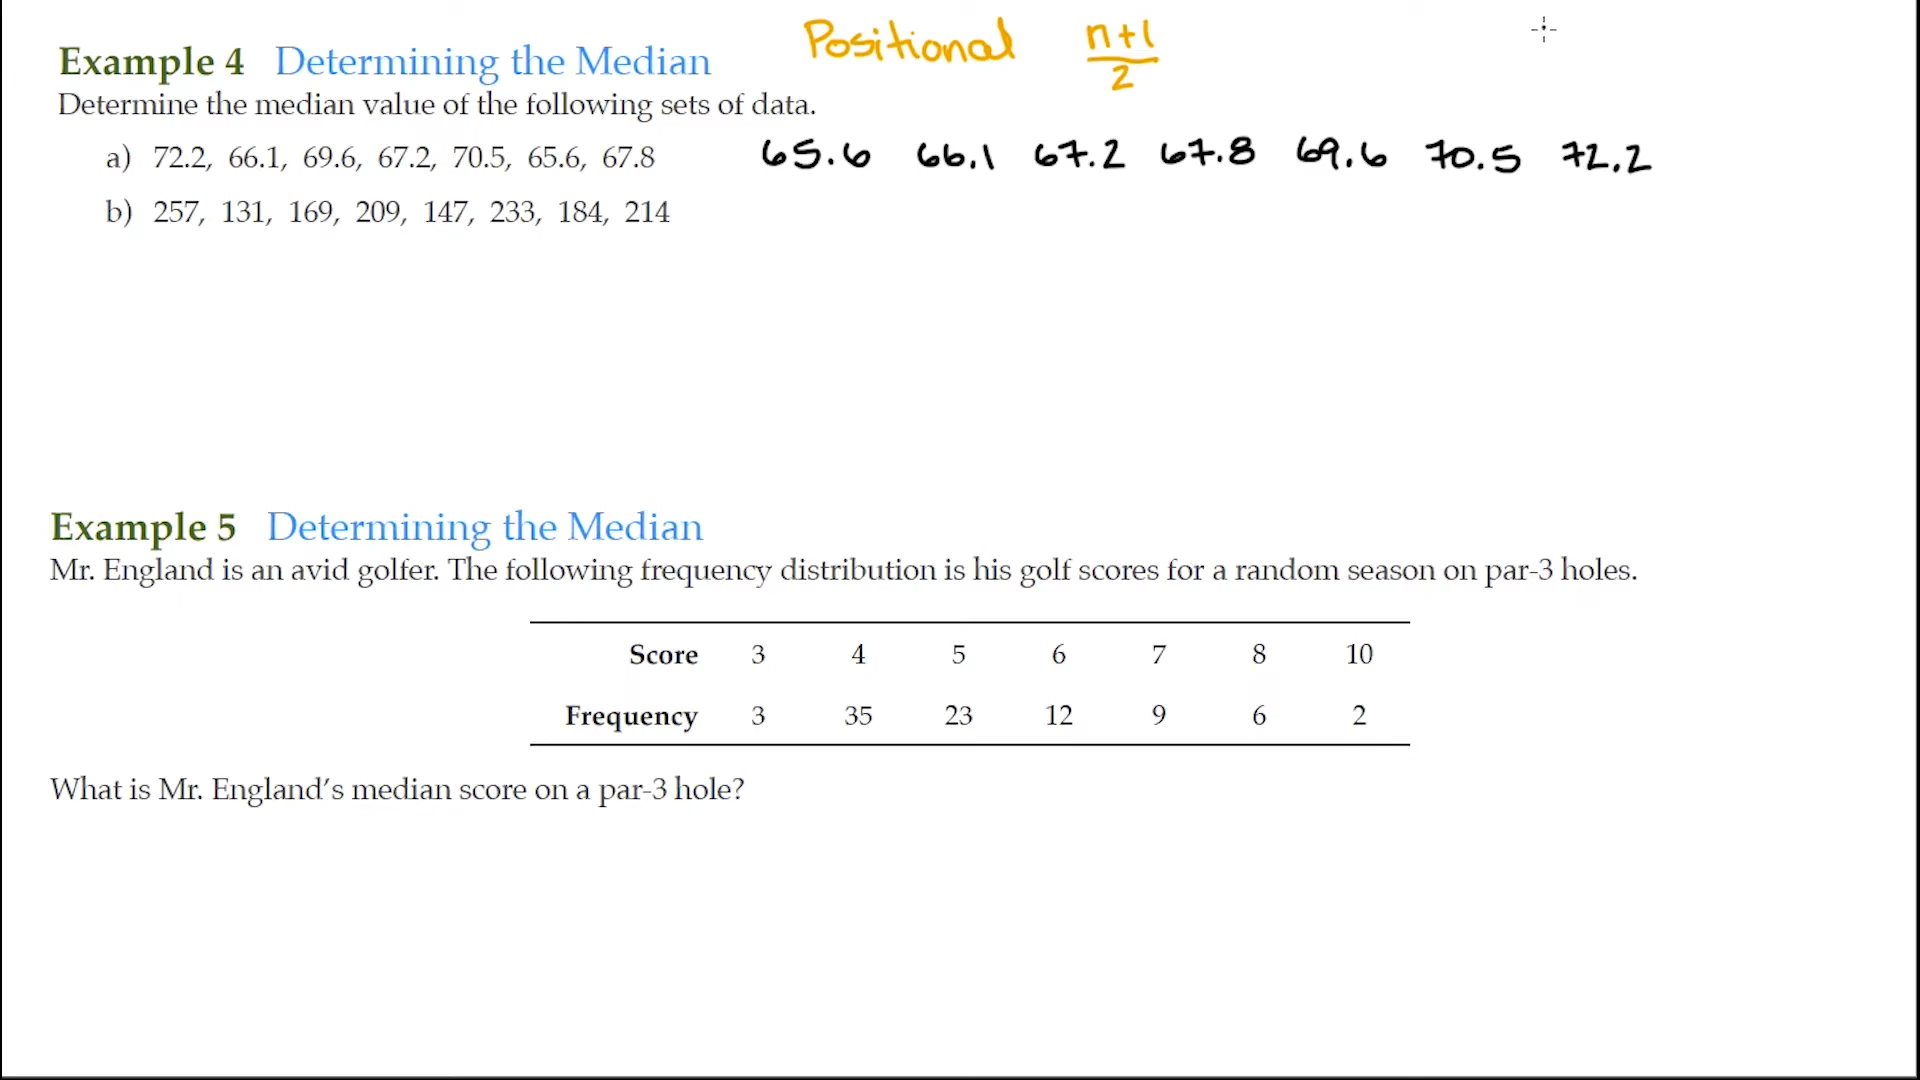 Positional n+1
2
Example 4 Determining the Median
Determine the median value of the following sets of data.
a) 72.2, 66.1, 69.6, 67.2, 70.5, 65.6, 67.8 65.6 66.1 67.2 67.8 69.6 70.5 72.2
b) 257, 131, 169, 209, 147, 233, 184, 214
Example 5 Determining the Median
Mr. England is an avid golfer. The following frequency distribution is his golf scores for a random season on par-3 holes.
Score 3 4 5 6 7 8 10
Frequency 3 35 23 12 9 6 2
What is Mr. England's median score on a par-3 hole?